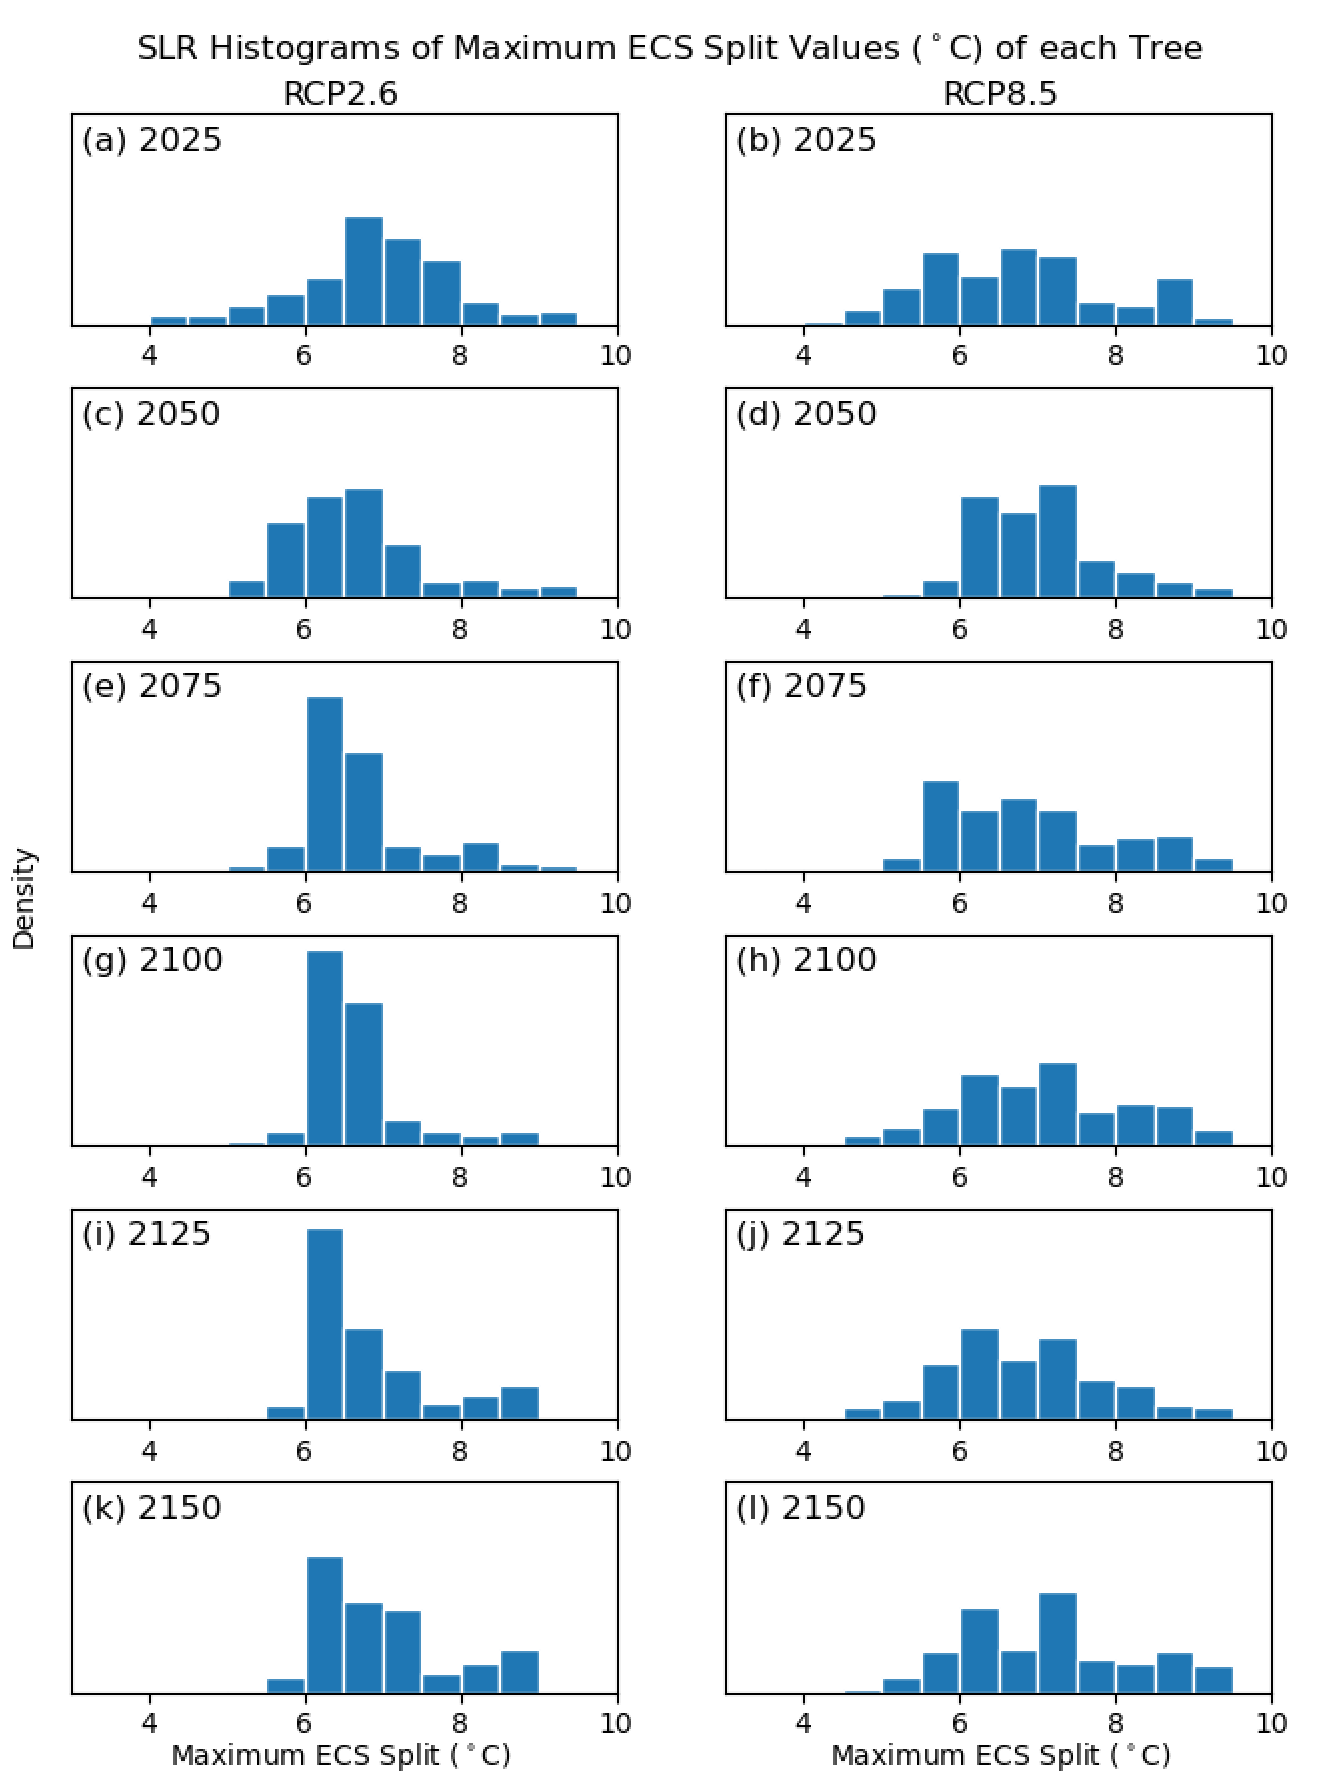 SLR Histograms of Maximum ECS Split Values (°C) of each Tree
RCP2.6 RCP8.5
(a) 2025 (b) 2025
4 6 8 10 4 6 8 10
(c) 2050 (d) 2050
4 6 8 10 4 6 8 10
(e) 2075 (f) 2075
4 6 8 10 4 6 8 10
Density
(g) 2100 (h) 2100
4 6 8 10 4 6 8 10
(i) 2125 (j) 2125
4 6 8 10 4 6 8 10
(k) 2150 (l) 2150
4 6 8 10 4 6 8 10
Maximum ECS Split (°C) Maximum ECS Split (°C)